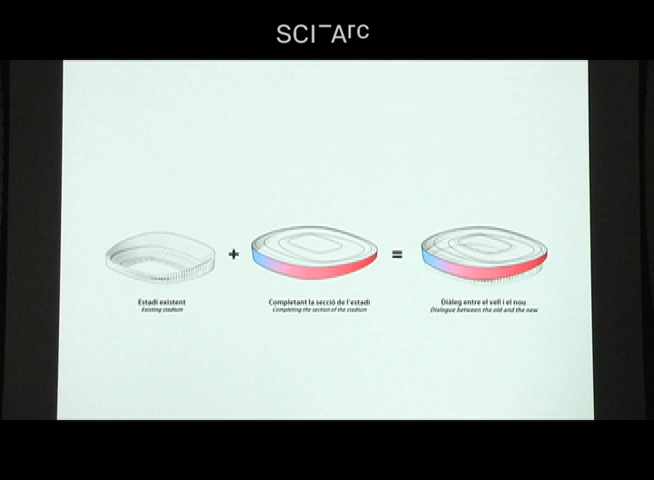 SCI-Arc
+
=
Estadi existent
Existing stadium
Completant la secció de l'estadi
Completing the section of the stadium
Diàleg entre el vell i el nou
Dialogue between the old and the new